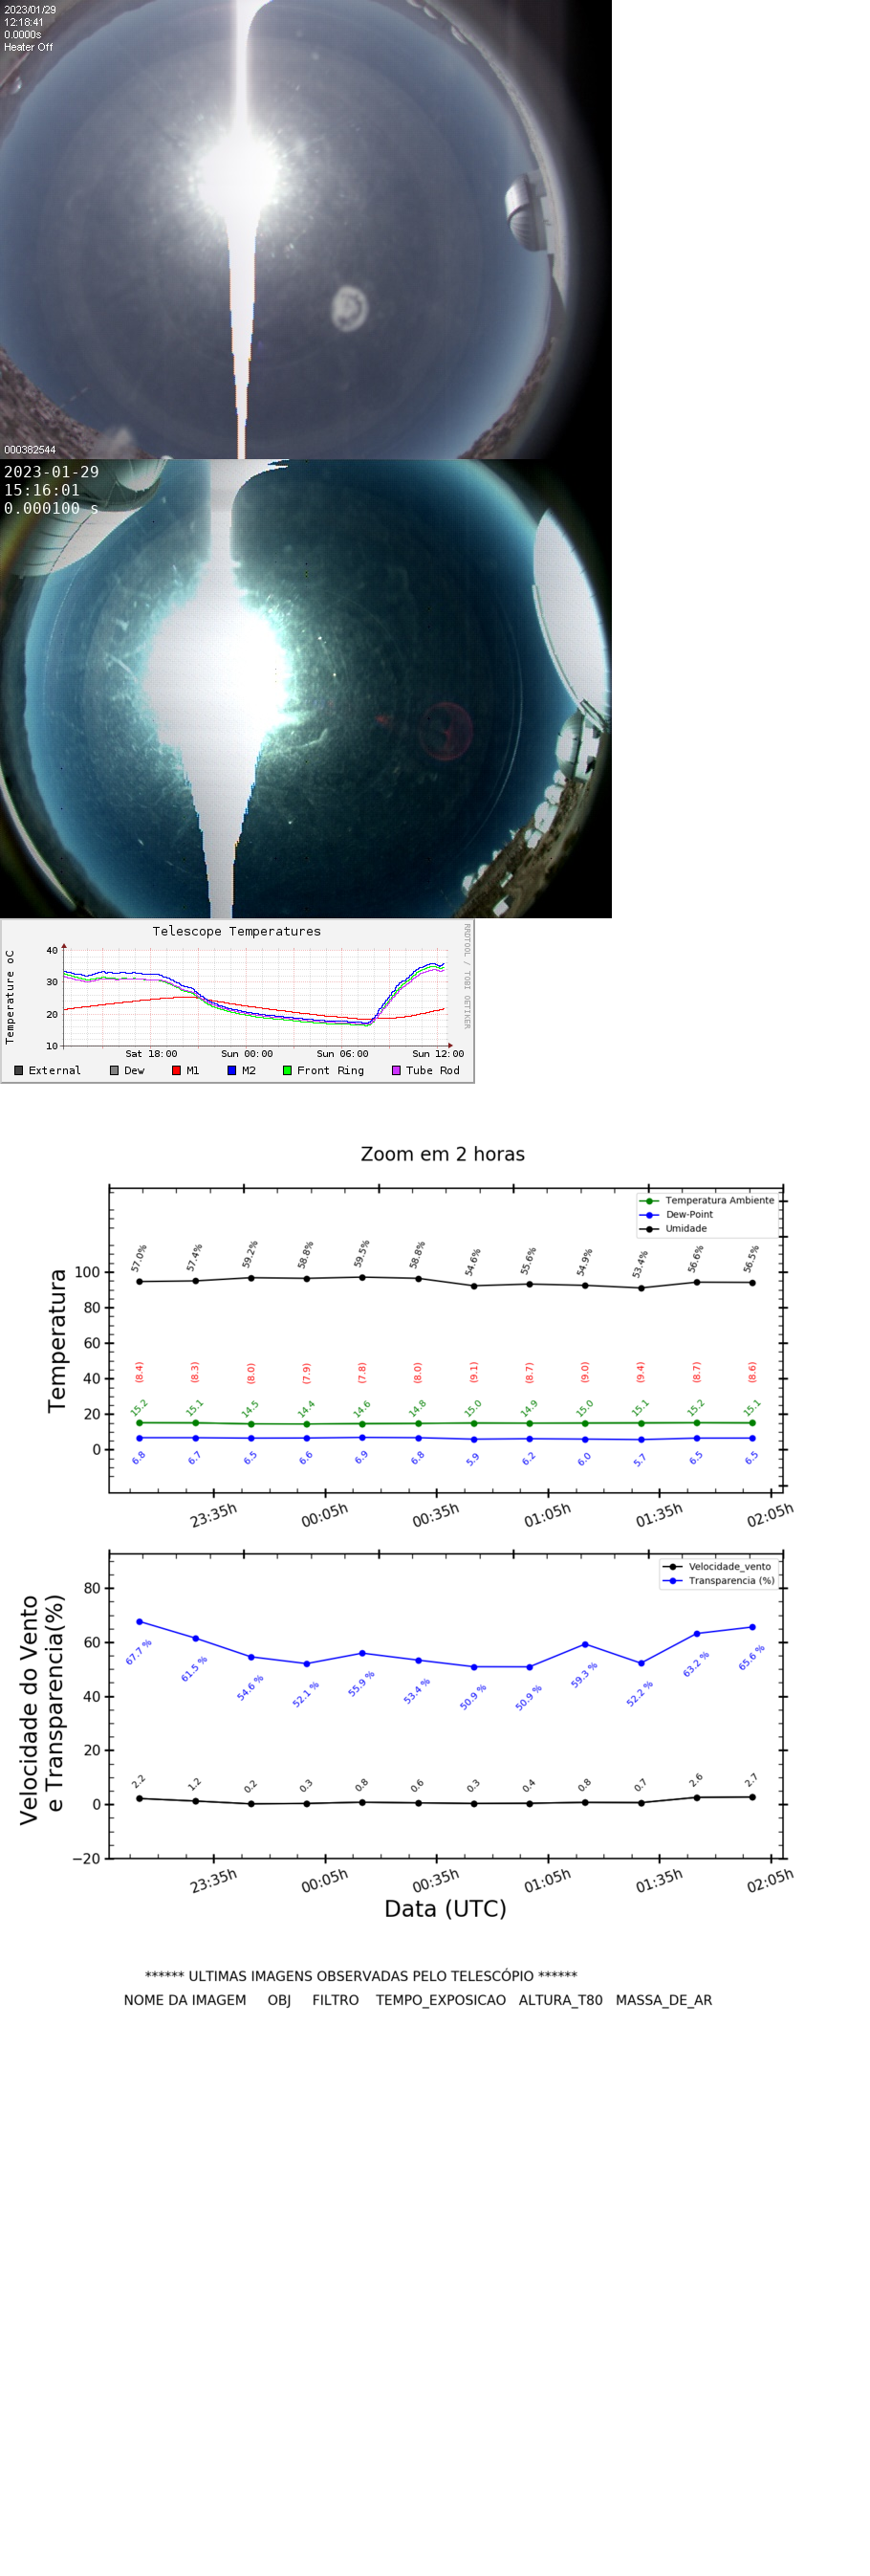 2023/01/29
12:18:41
0.0000s
Heater Off
000382544
2023-01-29
15:16:01
0.000100 s
Telescope Temperatures
RRDTOOL / TOBI OETIKER
Temperature oC
40
30
20
10
Sat 18:00 Sun 00:00 Sun 06:00 Sun 12:00
External Dew M1 M2 Front Ring Tube Rod
Zoom em 2 horas
Temperatura Ambiente
Dew-Point
Umidade
Temperatura
100
80
60
40
20
0
57.0% 57.4% 59.2% 58.8% 59.5% 58.8% 54.6% 55.6% 54.9% 53.4% 56.6% 56.5%
(8.4) (8.3) (8.0) (7.9) (7.8) (8.0) (9.1) (8.7) (9.0) (9.4) (8.7) (8.6)
15.2 15.1 14.5 14.4 14.6 14.8 15.0 14.9 15.0 15.1 15.2 15.1
6.8 6.7 6.5 6.6 6.9 6.8 5.9 6.2 6.0 5.7 6.5 6.5
23:35h 00:05h 00:35h 01:05h 01:35h 02:05h
Velocidade_vento
Transparencia (%)
Velocidade do Vento
e Transparencia(%)
80
60
40
20
0
−20
67.7 % 61.5 % 54.6 % 52.1 % 55.9 % 53.4 % 50.9 % 50.9 % 59.3 % 52.2 % 63.2 % 65.6 %
2.2 1.2 0.2 0.3 0.8 0.6 0.3 0.4 0.8 0.7 2.6 2.7
23:35h 00:05h 00:35h 01:05h 01:35h 02:05h
Data (UTC)
****** ULTIMAS IMAGENS OBSERVADAS PELO TELESCÓPIO ******
NOME DA IMAGEM OBJ FILTRO TEMPO_EXPOSICAO ALTURA_T80 MASSA_DE_AR